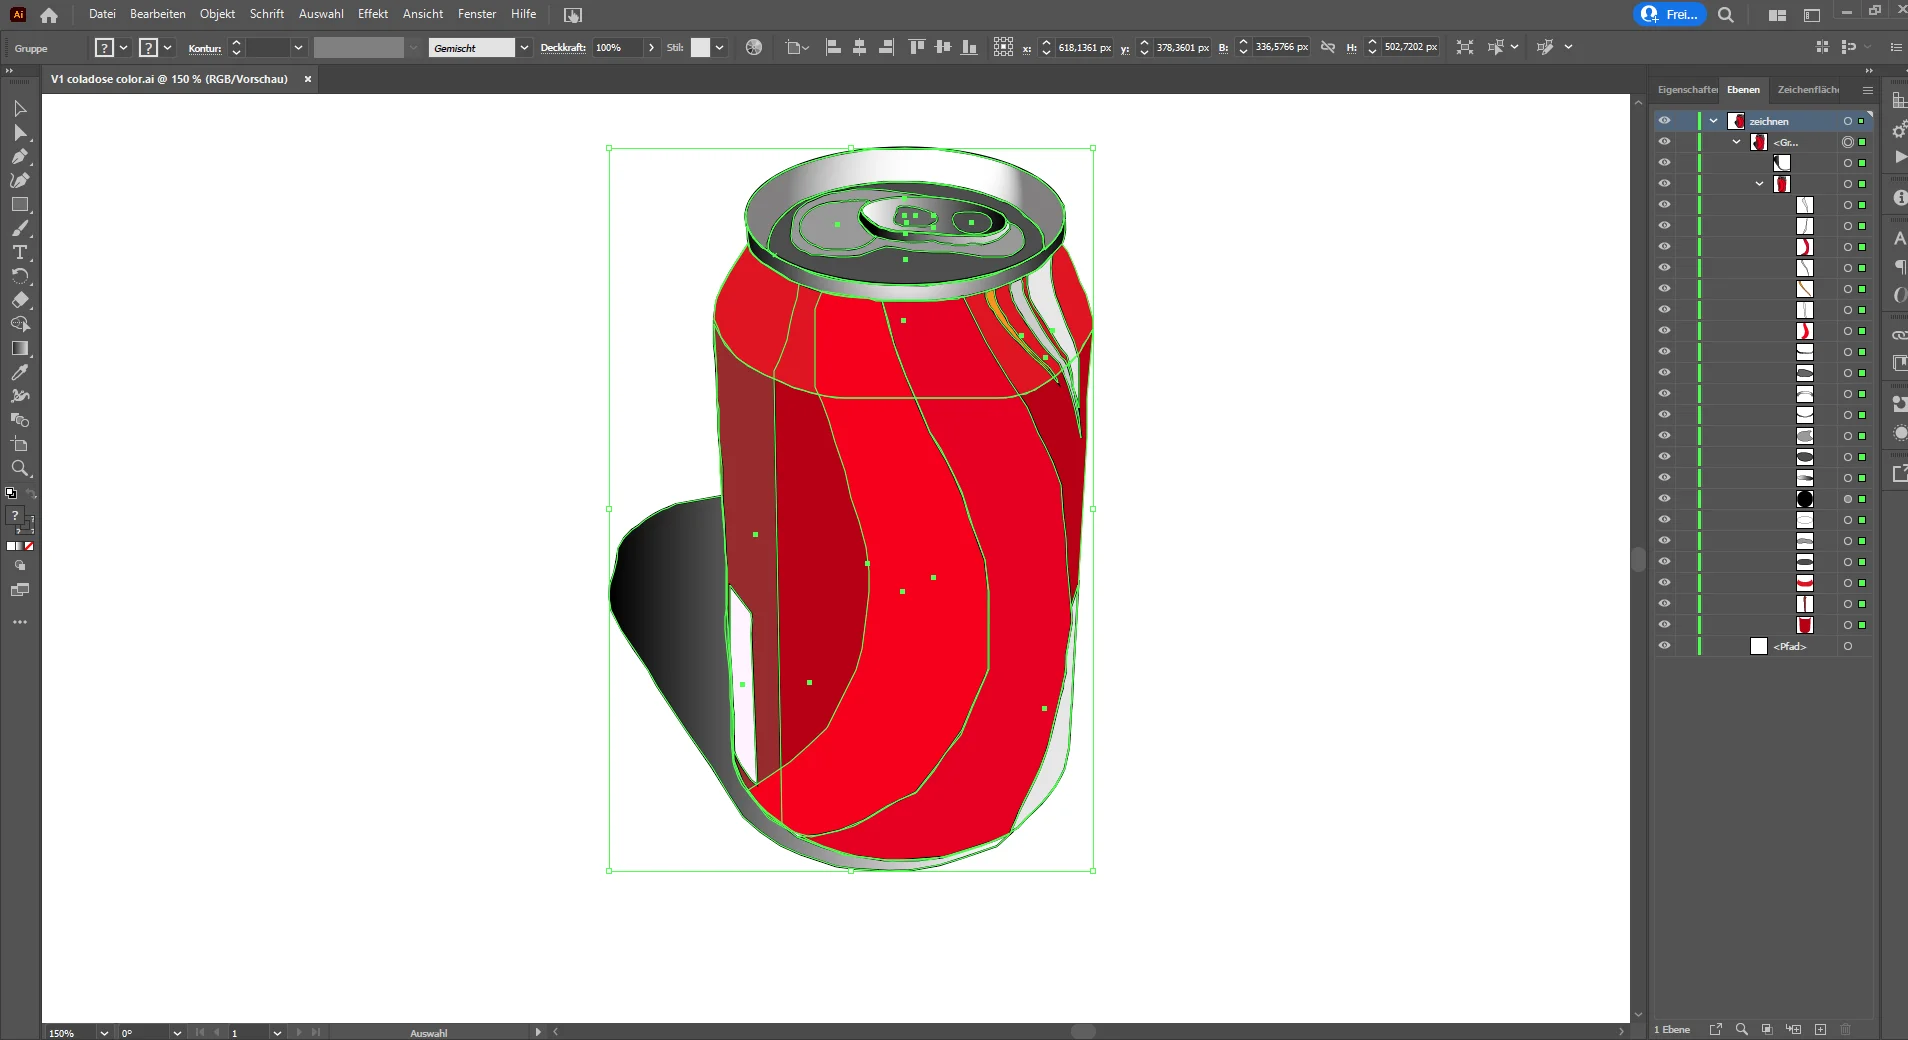 Ai Datei Bearbeiten Objekt Schrift Auswahl Effekt Ansicht Fenster Hilfe Frei...
Gruppe ? ? Kontur: Gemischt Deckkraft: 100% Stil: x: 618,1361 px y: 378,3601 px B: 336,5766 px H: 502,7202 px
V1 coladose color.ai @ 150 % (RGB/Vorschau) ×
Eigenschafter Ebenen Zeichenfläche
zeichnen
<Gr...
<Pfad>
?
150% 0° 1 Auswahl
1 Ebene